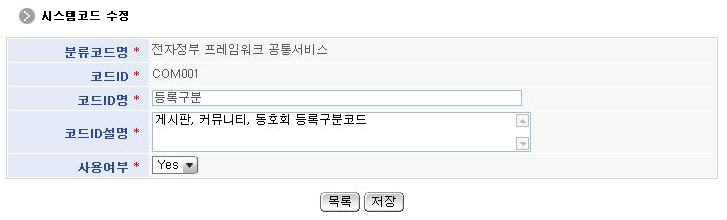 시스템코드 수정
분류코드명 * 전자정부 프레임워크 공통서비스
코드ID * COM001
코드ID명 * 등록구분
코드ID설명 * 게시판, 커뮤니티, 동호회 등록구분코드
사용여부 * Yes
목록 저장